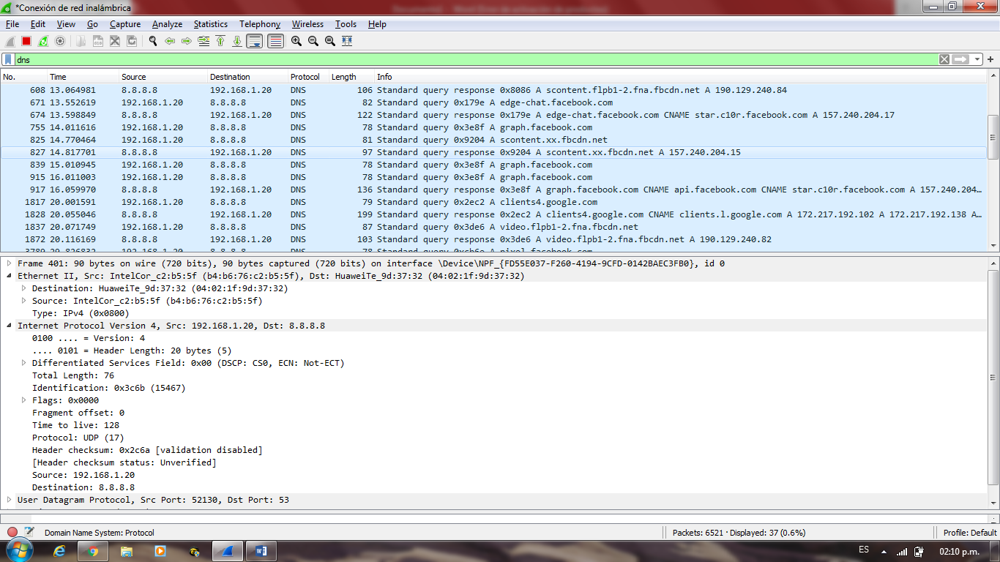 *Conexión de red inalámbrica
File Edit View Go Capture Analyze Statistics Telephony Wireless Tools Help
dns
No. Time Source Destination Protocol Length Info
608 13.064981 8.8.8.8 192.168.1.20 DNS 106 Standard query response 0x8086 A scontent.flpb1-2.fna.fbcdn.net A 190.129.240.84
671 13.552619 192.168.1.20 8.8.8.8 DNS 82 Standard query 0x179e A edge-chat.facebook.com
674 13.598849 8.8.8.8 192.168.1.20 DNS 122 Standard query response 0x179e A edge-chat.facebook.com CNAME star.c10r.facebook.com A 157.240.204.17
755 14.011616 192.168.1.20 8.8.8.8 DNS 78 Standard query 0x3e8f A graph.facebook.com
825 14.770464 192.168.1.20 8.8.8.8 DNS 81 Standard query 0x9204 A scontent.xx.fbcdn.net
827 14.817701 8.8.8.8 192.168.1.20 DNS 97 Standard query response 0x9204 A scontent.xx.fbcdn.net A 157.240.204.15
839 15.010945 192.168.1.20 8.8.8.8 DNS 78 Standard query 0x3e8f A graph.facebook.com
915 16.011003 192.168.1.20 8.8.8.8 DNS 78 Standard query 0x3e8f A graph.facebook.com
917 16.059970 8.8.8.8 192.168.1.20 DNS 136 Standard query response 0x3e8f A graph.facebook.com CNAME api.facebook.com CNAME star.c10r.facebook.com A 157.240.204…
1817 20.001591 192.168.1.20 8.8.8.8 DNS 79 Standard query 0x2ec2 A clients4.google.com
1828 20.055046 8.8.8.8 192.168.1.20 DNS 199 Standard query response 0x2ec2 A clients4.google.com CNAME clients.l.google.com A 172.217.192.102 A 172.217.192.138 A…
1837 20.071749 192.168.1.20 8.8.8.8 DNS 87 Standard query 0x3de6 A video.flpb1-2.fna.fbcdn.net
1872 20.116169 8.8.8.8 192.168.1.20 DNS 103 Standard query response 0x3de6 A video.flpb1-2.fna.fbcdn.net A 190.129.240.82
3789 29.826832 192.168.1.20 8.8.8.8 DNS 78 Standard query 0xcb6e A pixel.facebook.com
Frame 401: 90 bytes on wire (720 bits), 90 bytes captured (720 bits) on interface \Device\NPF_{FD55E037-F260-4194-9CFD-0142BAEC3FB0}, id 0
Ethernet II, Src: IntelCor_c2:b5:5f (b4:b6:76:c2:b5:5f), Dst: HuaweiTe_9d:37:32 (04:02:1f:9d:37:32)
Destination: HuaweiTe_9d:37:32 (04:02:1f:9d:37:32)
Source: IntelCor_c2:b5:5f (b4:b6:76:c2:b5:5f)
Type: IPv4 (0x0800)
Internet Protocol Version 4, Src: 192.168.1.20, Dst: 8.8.8.8
0100 .... = Version: 4
.... 0101 = Header Length: 20 bytes (5)
Differentiated Services Field: 0x00 (DSCP: CS0, ECN: Not-ECT)
Total Length: 76
Identification: 0x3c6b (15467)
Flags: 0x0000
Fragment offset: 0
Time to live: 128
Protocol: UDP (17)
Header checksum: 0x2c6a [validation disabled]
[Header checksum status: Unverified]
Source: 192.168.1.20
Destination: 8.8.8.8
User Datagram Protocol, Src Port: 52130, Dst Port: 53
Domain Name System: Protocol
Packets: 6521 · Displayed: 37 (0.6%)
Profile: Default
ES
02:10 p.m.